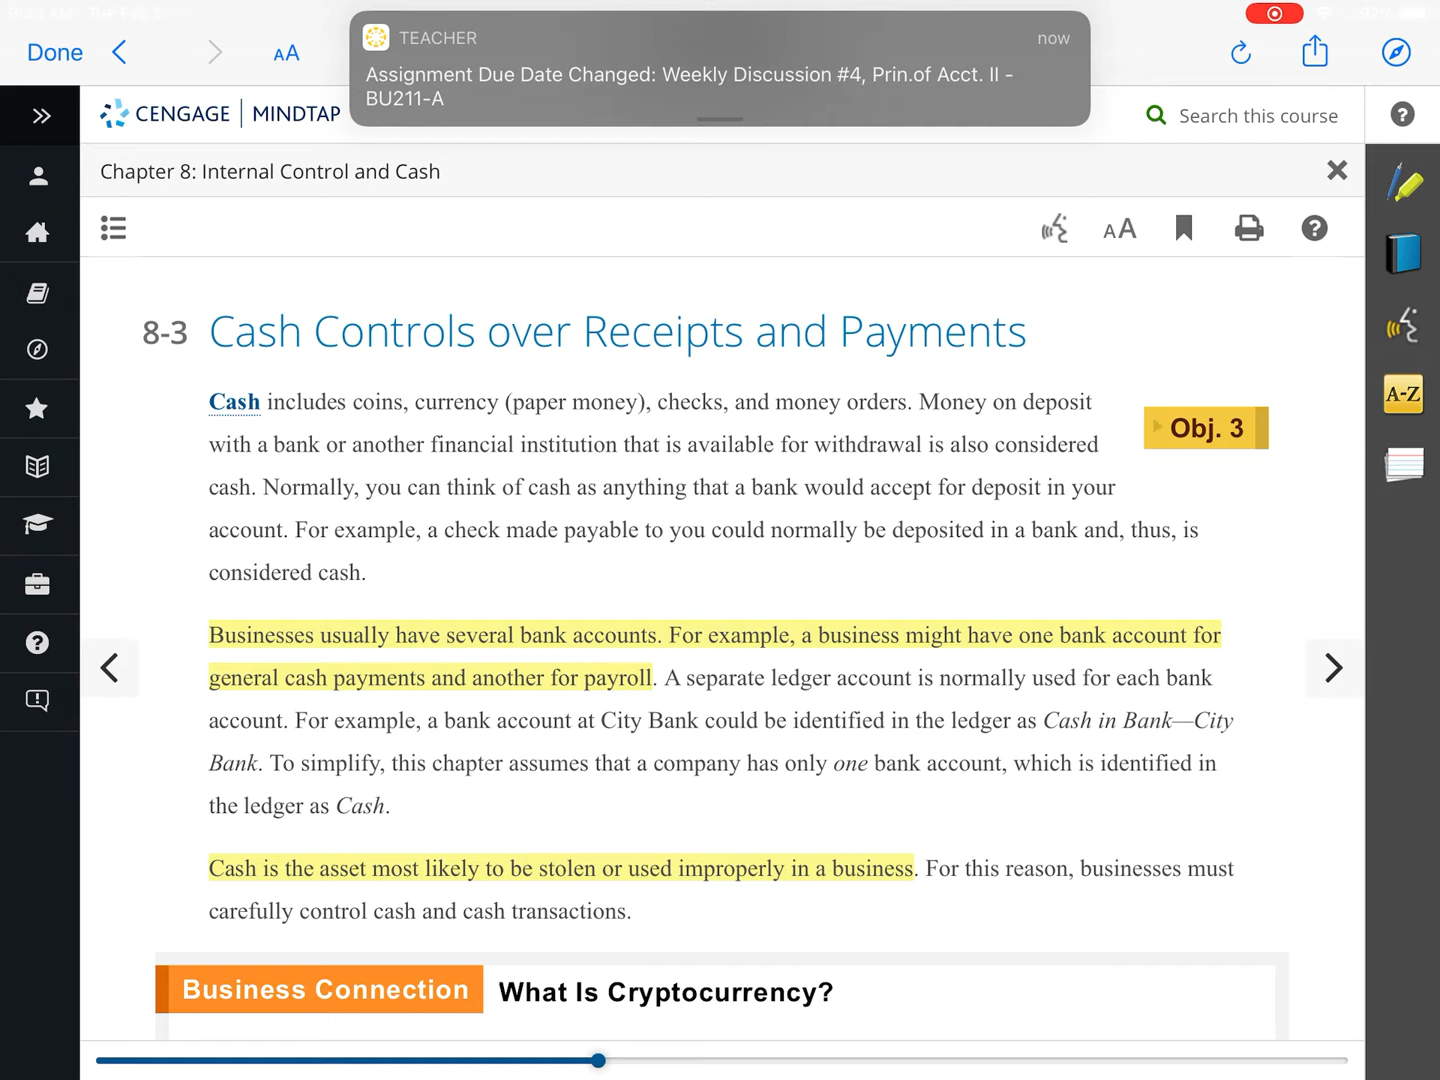 TEACHER
now
Assignment Due Date Changed: Weekly Discussion #4, Prin.of Acct. II -
BU211-A
Done
AA
CENGAGE | MINDTAP
Search this course
Chapter 8: Internal Control and Cash
AA
8-3 Cash Controls over Receipts and Payments
Cash includes coins, currency (paper money), checks, and money orders. Money on deposit
Obj. 3
with a bank or another financial institution that is available for withdrawal is also considered
cash. Normally, you can think of cash as anything that a bank would accept for deposit in your
account. For example, a check made payable to you could normally be deposited in a bank and, thus, is
considered cash.
Businesses usually have several bank accounts. For example, a business might have one bank account for
general cash payments and another for payroll. A separate ledger account is normally used for each bank
account. For example, a bank account at City Bank could be identified in the ledger as Cash in Bank—City
Bank. To simplify, this chapter assumes that a company has only one bank account, which is identified in
the ledger as Cash.
Cash is the asset most likely to be stolen or used improperly in a business. For this reason, businesses must
carefully control cash and cash transactions.
Business Connection What Is Cryptocurrency?
A-Z